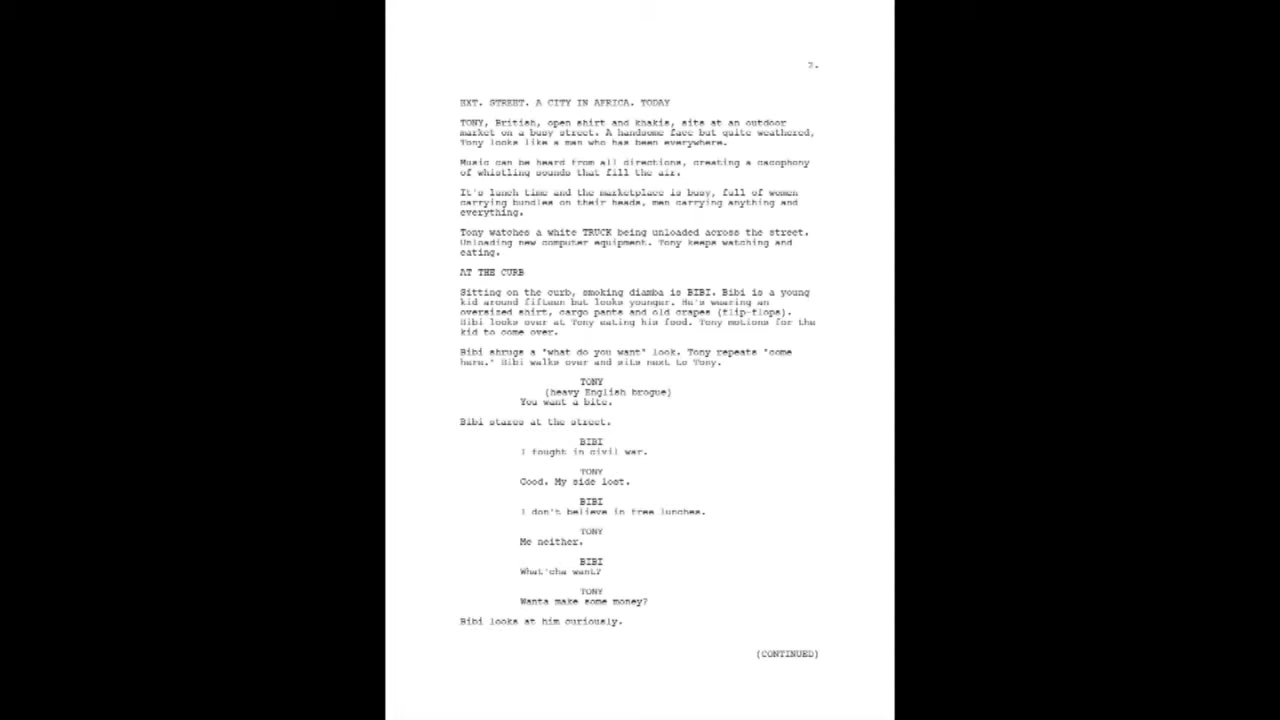 2.
EXT. STREET. A CITY IN AFRICA. TODAY
TONY, British, open shirt and khakis, sits at an outdoor
market on a busy street. A handsome face but quite weathered,
Tony looks like a man who has been everywhere.
Music can be heard from all directions, creating a cacophony
of whistling sounds that fill the air.
It's lunch time and the marketplace is busy, full of women
carrying bundles on their heads, men carrying anything and
everything.
Tony watches a white TRUCK being unloaded across the street.
Unloading new computer equipment. Tony keeps watching and
eating.
AT THE CURB
Sitting on the curb, smoking diamba is BIBI. Bibi is a young
kid around fifteen but looks younger. He's wearing an
oversized shirt, cargo pants and old crapes (flip-flops).
Bibi looks over at Tony eating his food. Tony motions for the
kid to come over.
Bibi shrugs a "what do you want" look. Tony repeats "come
here." Bibi walks over and sits next to Tony.
TONY
(heavy English brogue)
You want a bite.
Bibi stares at the street.
BIBI
I fought in civil war.
TONY
Good. My side lost.
BIBI
I don't believe in free lunches.
TONY
Me neither.
BIBI
What'cha want?
TONY
Wanta make some money?
Bibi looks at him curiously.
(CONTINUED)